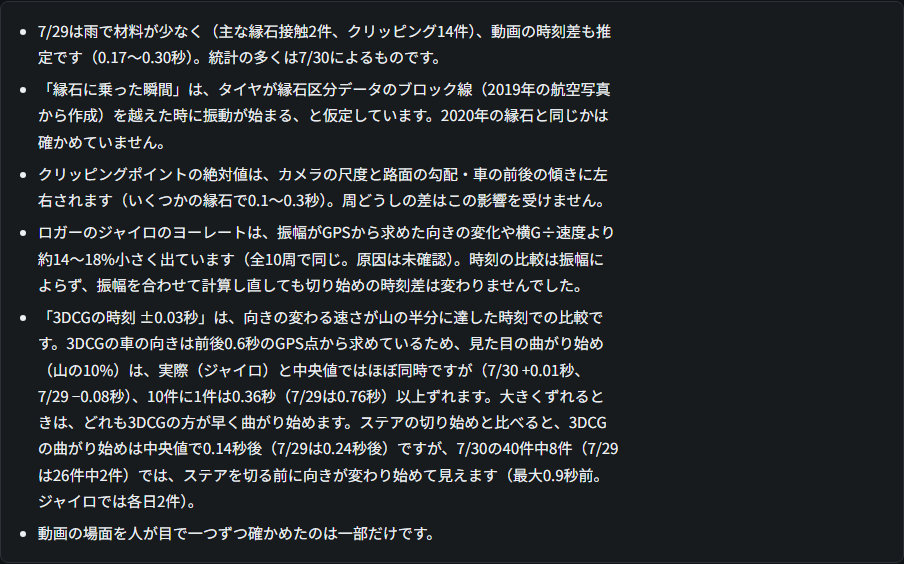 7/29は雨で材料が少なく（主な縁石接触2件、クリッピング14件）、動画の時刻差も推
定です（0.17〜0.30秒）。統計の多くは7/30によるものです。
「縁石に乗った瞬間」は、タイヤが縁石区分データのブロック線（2019年の航空写真
から作成）を越えた時に振動が始まる、と仮定しています。2020年の縁石と同じかは
確かめていません。
クリッピングポイントの絶対値は、カメラの尺度と路面の勾配・車の前後の傾きに左
右されます（いくつかの縁石で0.1〜0.3秒）。周どうしの差はこの影響を受けません。
ロガーのジャイロのヨーレートは、振幅がGPSから求めた向きの変化や横G÷速度より
約14〜18%小さく出ています（全10周で同じ。原因は未確認）。時刻の比較は振幅に
よらず、振幅を合わせて計算し直しても切り始めの時刻差は変わりませんでした。
「3DCGの時刻 ±0.03秒」は、向きの変わる速さが山の半分に達した時刻での比較で
す。3DCGの車の向きは前後0.6秒のGPS点から求めているため、見た目の曲がり始め
（山の10%）は、実際（ジャイロ）と中央値ではほぼ同時ですが（7/30 +0.01秒、
7/29 −0.08秒）、10件に1件は0.36秒（7/29は0.76秒）以上ずれます。大きくずれると
きは、どれも3DCGの方が早く曲がり始めます。ステアの切り始めと比べると、3DCG
の曲がり始めは中央値で0.14秒後（7/29は0.24秒後）ですが、7/30の40件中8件（7/29
は26件中2件）では、ステアを切る前に向きが変わり始めて見えます（最大0.9秒前。
ジャイロでは各日2件）。
動画の場面を人が目で一つずつ確かめたのは一部だけです。